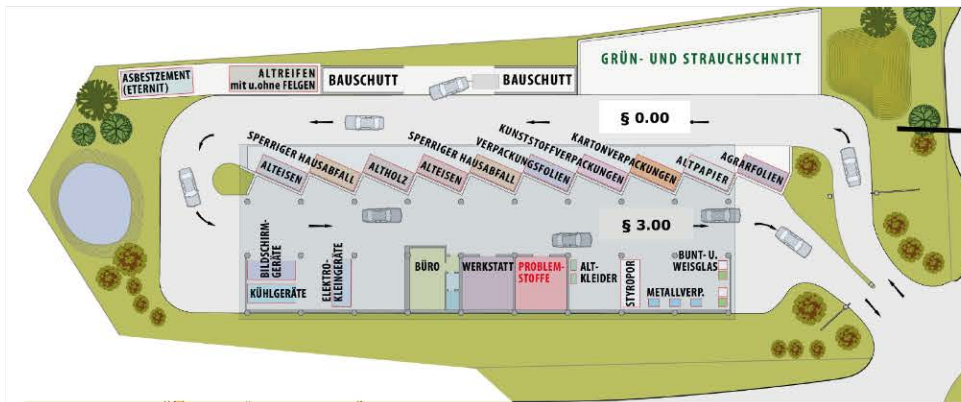 GRÜN- UND STRAUCHSCHNITT
ASBESTZEMENT
(ETERNIT)
ALTREIFEN
mit u.ohne FELGEN
BAUSCHUTT
BAUSCHUTT
§ 0.00
SPERRIGER HAUSABFALL
ALTEISEN
ALTHOLZ
SPERRIGER HAUSABFALL
ALTEISEN
VERPACKUNGSFOLIEN
KUNSTSTOFFVERPACKUNGEN
KARTONVERPACKUNGEN
ALTPAPIER
AGRARFOLIEN
§ 3.00
BILDSCHIRM-
GERÄTE
KÜHLGERÄTE
ELEKTRO-
KLEINGERÄTE
BÜRO
WERKSTATT
PROBLEM-
STOFFE
ALT-
KLEIDER
STYROPOR
BUNT- U.
WEISGLAS
METALLVERP.